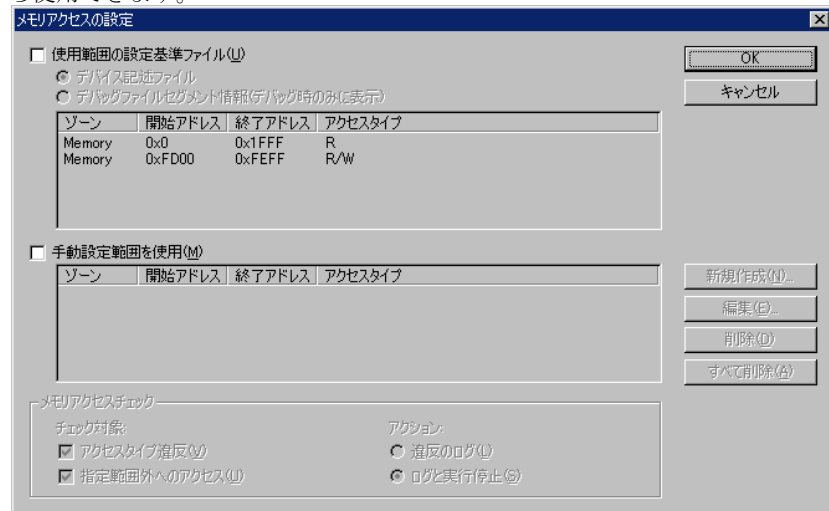 ら使用できます。
メモリアクセスの設定
使用範囲の設定基準ファイル(U)
OK
デバイス記述ファイル
キャンセル
デバッグファイルセグメント情報(デバッグ時のみに表示)
ゾーン 開始アドレス 終了アドレス アクセスタイプ
Memory 0x0 0x1FFF R
Memory 0xFD00 0xFEFF R/W
手動設定範囲を使用(M)
ゾーン 開始アドレス 終了アドレス アクセスタイプ
新規作成(N)...
編集(E)...
削除(D)
すべて削除(A)
メモリアクセスチェック
チェック対象:
アクション:
アクセスタイプ違反(V)
違反のログ(L)
指定範囲外へのアクセス(U)
ログと実行停止(S)